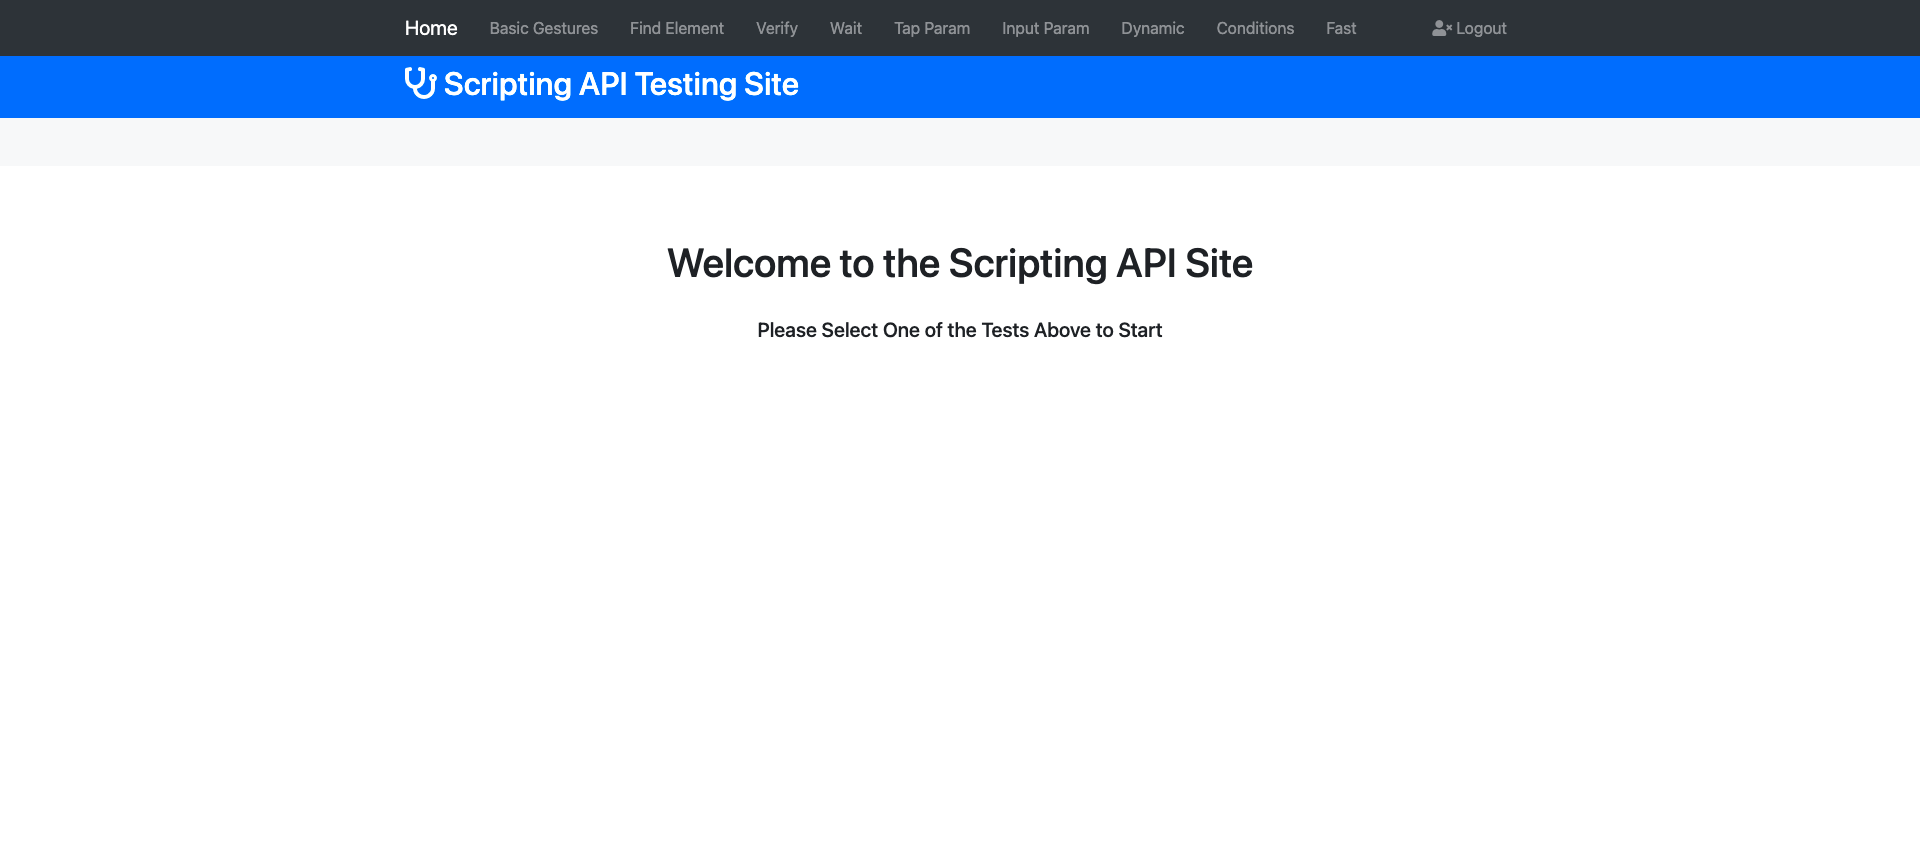 Home Basic Gestures Find Element Verify Wait Tap Param Input Param Dynamic Conditions Fast Logout
Scripting API Testing Site
Welcome to the Scripting API Site
Please Select One of the Tests Above to Start